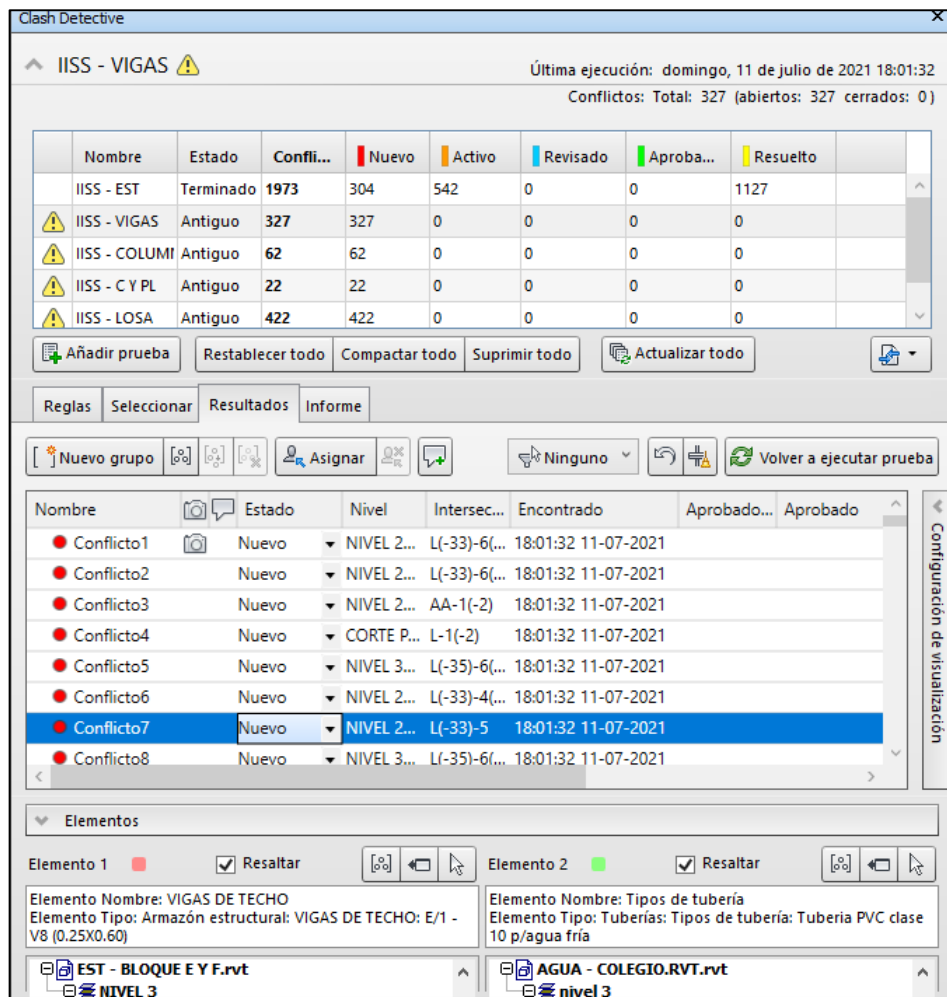 Clash Detective
IISS - VIGAS
Última ejecución: domingo, 11 de julio de 2021 18:01:32
Conflictos: Total: 327 (abiertos: 327 cerrados: 0)
Nombre Estado Confli... Nuevo Activo Revisado Aproba... Resuelto
IISS - EST Terminado 1973 304 542 0 0 1127
IISS - VIGAS Antiguo 327 327 0 0 0 0
IISS - COLUMN Antiguo 62 62 0 0 0 0
IISS - C Y PL Antiguo 22 22 0 0 0 0
IISS - LOSA Antiguo 422 422 0 0 0 0
Añadir prueba Restablecer todo Compactar todo Suprimir todo Actualizar todo
Reglas Seleccionar Resultados Informe
Nuevo grupo Asignar Ninguno Volver a ejecutar prueba
Nombre Estado Nivel Intersec... Encontrado Aprobado... Aprobado
Conflicto1 Nuevo NIVEL 2... L(-33)-6(... 18:01:32 11-07-2021
Conflicto2 Nuevo NIVEL 2... L(-33)-6(... 18:01:32 11-07-2021
Conflicto3 Nuevo NIVEL 2... AA-1(-2) 18:01:32 11-07-2021
Conflicto4 Nuevo CORTE P... L-1(-2) 18:01:32 11-07-2021
Conflicto5 Nuevo NIVEL 3... L(-35)-6(... 18:01:32 11-07-2021
Conflicto6 Nuevo NIVEL 2... L(-33)-4(... 18:01:32 11-07-2021
Conflicto7 Nuevo NIVEL 2... L(-33)-5 18:01:32 11-07-2021
Conflicto8 Nuevo NIVEL 3... L(-35)-6(... 18:01:32 11-07-2021
Configuración de visualización
Elementos
Elemento 1 Resaltar Elemento 2 Resaltar
Elemento Nombre: VIGAS DE TECHO
Elemento Tipo: Armazón estructural: VIGAS DE TECHO: E/1 -
V8 (0.25X0.60)
Elemento Nombre: Tipos de tubería
Elemento Tipo: Tuberías: Tipos de tubería: Tuberia PVC clase
10 p/agua fría
EST - BLOQUE E Y F.rvt
NIVEL 3
AGUA - COLEGIO.RVT.rvt
nivel 3